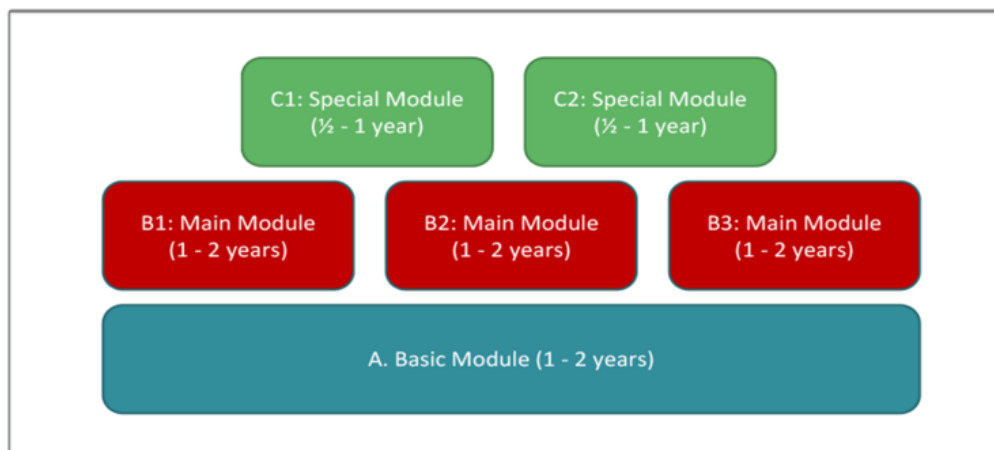 C1: Special Module
(½ - 1 year)
C2: Special Module
(½ - 1 year)
B1: Main Module
(1 - 2 years)
B2: Main Module
(1 - 2 years)
B3: Main Module
(1 - 2 years)
A. Basic Module (1 - 2 years)